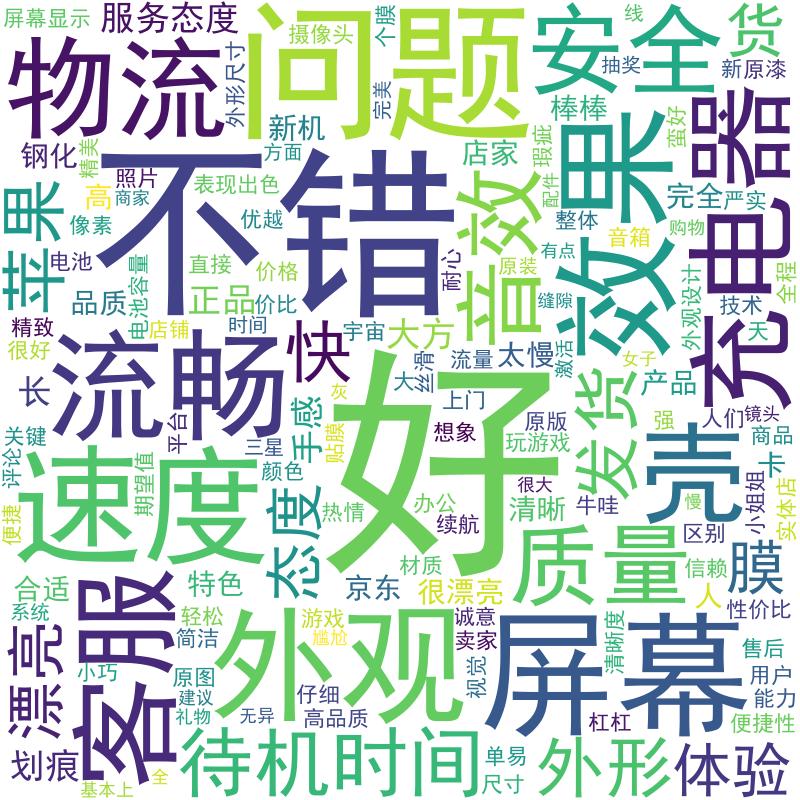 屏幕显示
服务态度
问题
摄像头
个膜
安全
线
货
物流
外形尺寸
完美
抽奖
新原漆
新机
棒棒
蛮好
充电器
钢化
精美
方面
店家
瑕疵
效果
苹果
照片
高
商家
表现出色
不错
音效
配件
完全
严实
像素
优越
整体
音箱
购物
电池
电池容量
直接
价格
耐心
原装
有点
外观设计
全程
品质
正品
价比
缝隙
技术
精致
店铺
时间
宇宙
大方
丝滑
流量
太慢
激活
天
很好
流畅
快
大
上门
女子
产品
长
平台
手感
灰
好
想象
原版
发货
强
人们
镜头
关键
三星
贴膜
玩游戏
壳
卡
商品
评论
速度
期望值
颜色
很大
小姐姐
便捷
态度
热情
办公
续航
清晰
牛哇
慢
区别
实体店
合适
客服
特色
材质
京东
很漂亮
质量
信赖
膜
人
性价比
系统
漂亮
轻松
简洁
外观
游戏
尴尬
诚意
卖家
屏幕
清晰度
售后
小巧
原图
建议
礼物
视觉
用户
能力
无异
仔细
高品质
杠杠
便捷性
划痕
待机时间
单易
尺寸
外形
体验
基本上
全